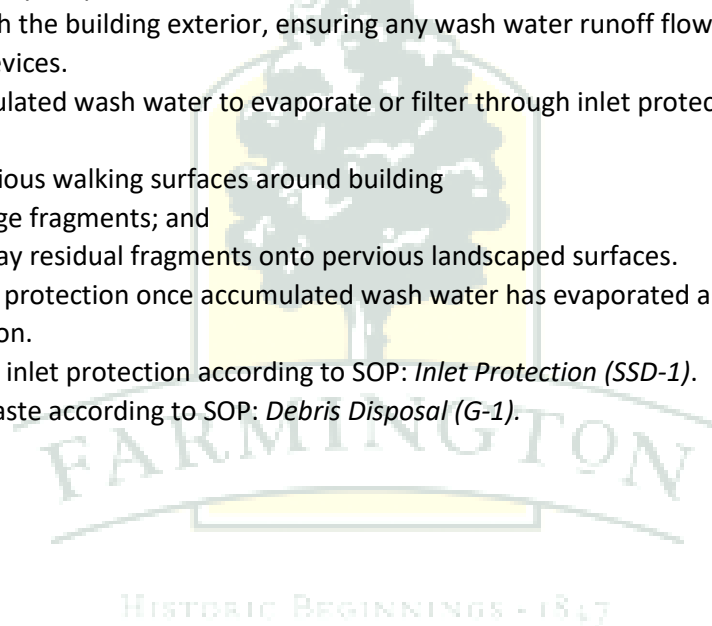 h the building exterior, ensuring any wash water runoff flow
evices.
ulated wash water to evaporate or filter through inlet protec
ious walking surfaces around building
ge fragments; and
ay residual fragments onto pervious landscaped surfaces.
protection once accumulated wash water has evaporated a
on.
inlet protection according to SOP: Inlet Protection (SSD-1).
aste according to SOP: Debris Disposal (G-1).
FARMINGTON
HISTORIC BEGINNINGS - 1847